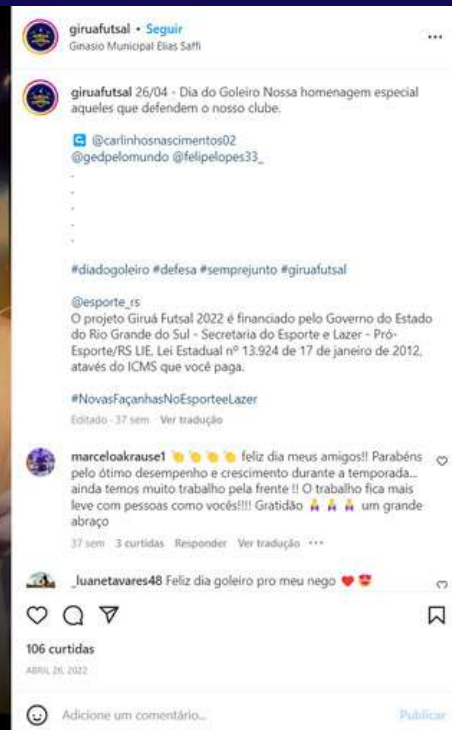 giruafutsal • Seguir
Ginasio Municipal Elias Saffi
giruafutsal 26/04 - Dia do Goleiro Nossa homenagem especial
aqueles que defendem o nosso clube.
@carlinhosnascimentos02
@gedpelomundo @felipelopes33_
.
.
.
.
.
#diadogoleiro #defesa #semprejunto #giruafutsal
@esporte_rs
O projeto Giruá Futsal 2022 é financiado pelo Governo do Estado
do Rio Grande do Sul - Secretaria do Esporte e Lazer - Pró-
Esporte/RS LIE, Lei Estadual nº 13.924 de 17 de janeiro de 2012,
atavés do ICMS que você paga.
#NovasFaçanhasNoEsporteeLazer
Editado · 37 sem Ver tradução
marceloakrause1 👏👏👏👏 feliz dia meus amigos!! Parabéns
pelo ótimo desempenho e crescimento durante a temporada...
ainda temos muito trabalho pela frente !! O trabalho fica mais
leve com pessoas como vocês!!!! Gratidão 🙏🙏🙏 um grande
abraço
37 sem 3 curtidas Responder Ver tradução •••
_luanetavares48 Feliz dia goleiro pro meu nego ❤️😍
106 curtidas
ABRIL 26, 2022
Adicione um comentário... Publicar